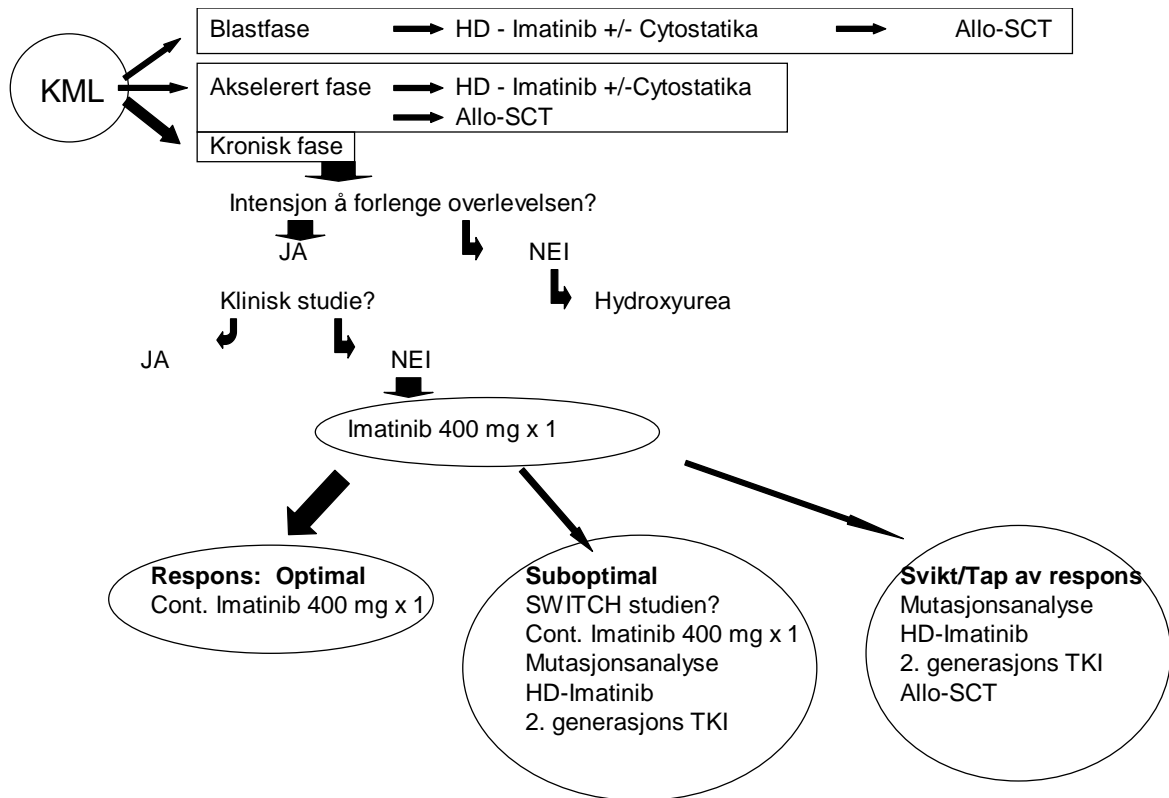 KML
Blastfase HD - Imatinib +/- Cytostatika Allo-SCT
Akselerert fase HD - Imatinib +/-Cytostatika
Allo-SCT
Kronisk fase
Intensjon å forlenge overlevelsen?
JA NEI
Klinisk studie? Hydroxyurea
JA NEI
Imatinib 400 mg x 1
Respons: Optimal
Cont. Imatinib 400 mg x 1
Suboptimal
SWITCH studien?
Cont. Imatinib 400 mg x 1
Mutasjonsanalyse
HD-Imatinib
2. generasjons TKI
Svikt/Tap av respons
Mutasjonsanalyse
HD-Imatinib
2. generasjons TKI
Allo-SCT